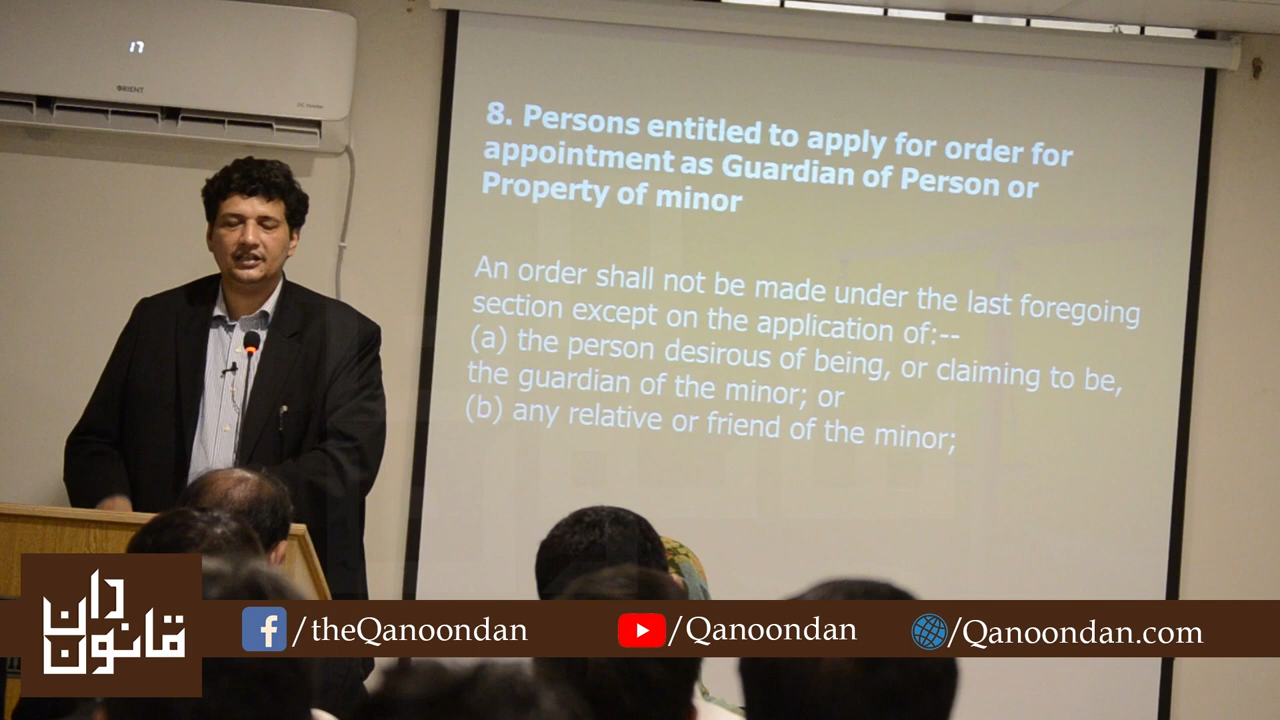 ORIENT
8. Persons entitled to apply for order for
appointment as Guardian of Person or
Property of minor
An order shall not be made under the last foregoing
section except on the application of:--
(a) the person desirous of being, or claiming to be,
the guardian of the minor; or
(b) any relative or friend of the minor;
قانون دان
/theQanoondan
/Qanoondan
/Qanoondan.com